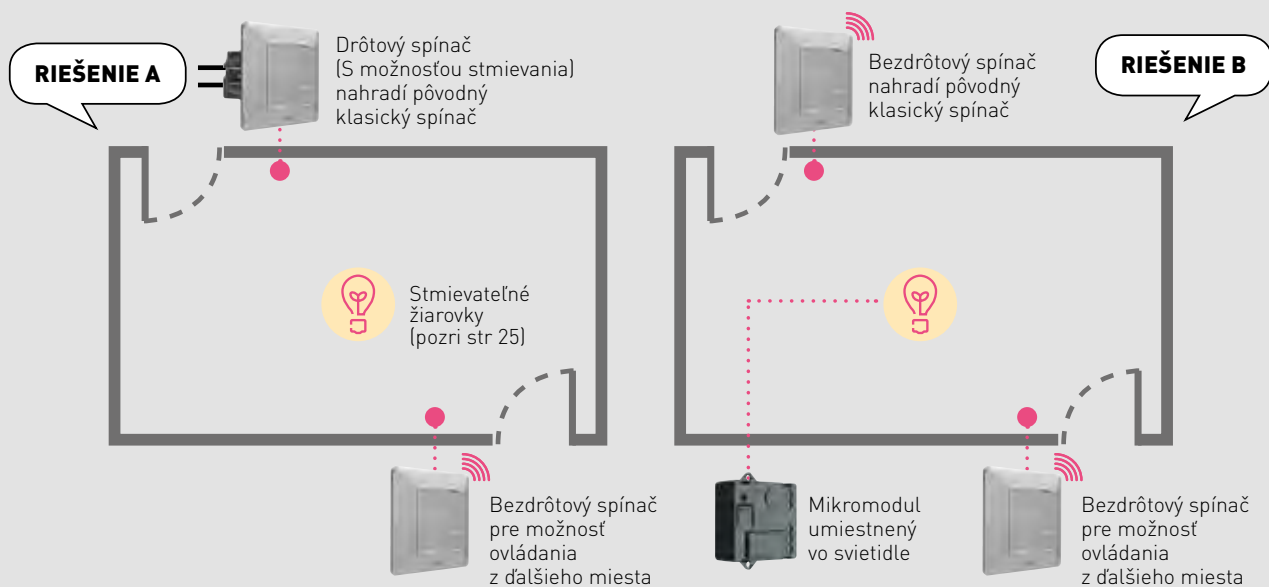 RIEŠENIE A
Drôtový spínač
(S možnosťou stmievania)
nahradí pôvodný
klasický spínač
Bezdrôtový spínač
nahradí pôvodný
klasický spínač
RIEŠENIE B
Stmievateľné
žiarovky
(pozri str 25)
Bezdrôtový spínač
pre možnosť
ovládania
z ďalšieho miesta
Mikromodul
umiestnený
vo svietidle
Bezdrôtový spínač
pre možnosť
ovládania
z ďalšieho miesta